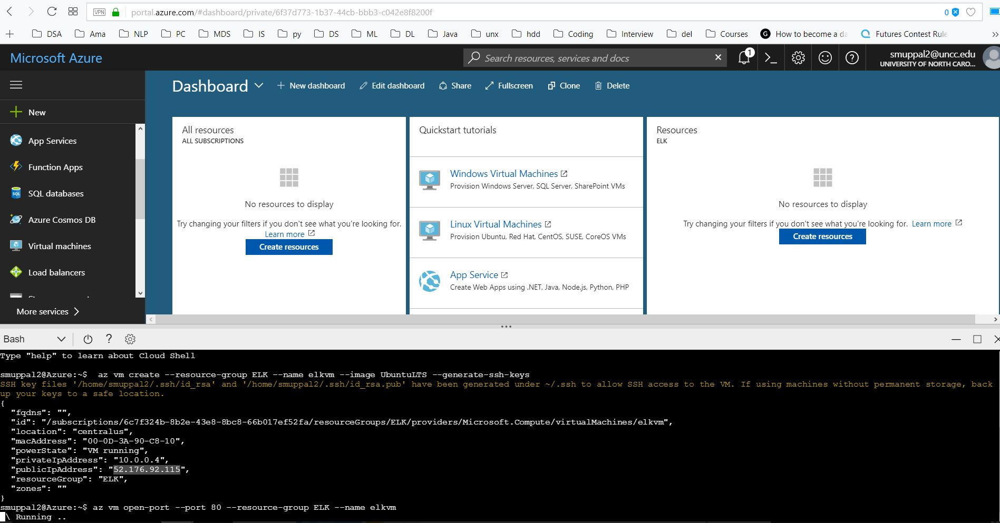 VPN
portal.azure.com/#dashboard/private/6f37d773-1b37-44cb-bbb3-c042e8f8200f
0
DSA
Ama
NLP
PC
MDS
IS
py
DS
ML
DL
Java
unx
hdd
Coding
Interview
del
Courses
G
How to become a da
Futures Contest Rule
Microsoft Azure
Search resources, services and docs
1
smuppal2@uncc.edu
UNIVERSITY OF NORTH CARO...
Dashboard
New dashboard
Edit dashboard
Share
Fullscreen
Clone
Delete
New
App Services
Function Apps
SQL
SQL databases
Azure Cosmos DB
Virtual machines
Load balancers
More services
All resources
ALL SUBSCRIPTIONS
No resources to display
Try changing your filters if you don't see what you're looking for.
Learn more
Create resources
Quickstart tutorials
Windows Virtual Machines
Provision Windows Server, SQL Server, SharePoint VMs
Linux Virtual Machines
Provision Ubuntu, Red Hat, CentOS, SUSE, CoreOS VMs
App Service
Create Web Apps using .NET, Java, Node.js, Python, PHP
Resources
ELK
No resources to display
Try changing your filters if you don't see what you're looking for. Learn more
Create resources
Bash
Type "help" to learn about Cloud Shell
smuppal2@Azure:~$  az vm create --resource-group ELK --name elkvm --image UbuntuLTS --generate-ssh-keys
SSH key files '/home/smuppal2/.ssh/id_rsa' and '/home/smuppal2/.ssh/id_rsa.pub' have been generated under ~/.ssh to allow SSH access to the VM. If using machines without permanent storage, back
up your keys to a safe location.
{
"fqdns": "",
"id": "/subscriptions/6c7f324b-8b2e-43e8-8bc8-66b017ef52fa/resourceGroups/ELK/providers/Microsoft.Compute/virtualMachines/elkvm",
"location": "centralus",
"macAddress": "00-0D-3A-90-C8-10",
"powerState": "VM running",
"privateIpAddress": "10.0.0.4",
"publicIpAddress": "52.176.92.115",
"resourceGroup": "ELK",
"zones": ""
}
smuppal2@Azure:~$ az vm open-port --port 80 --resource-group ELK --name elkvm
\ Running ..